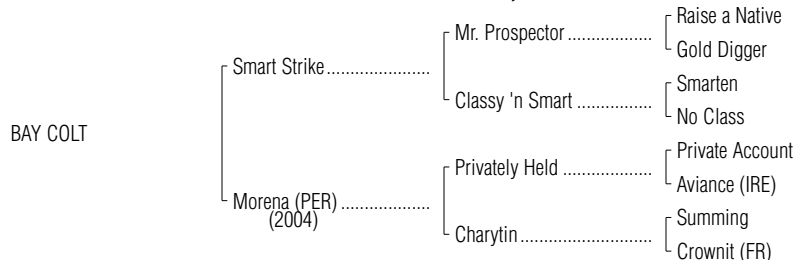 Raise a Native
Mr. Prospector ....................
Gold Digger
Smart Strike......................
Smarten
Classy 'n Smart ..................
No Class
BAY COLT
Private Account
Privately Held .....................
Aviance (IRE)
Morena (PER) ...................
(2004)
Summing
Charytin...............................
Crownit (FR)